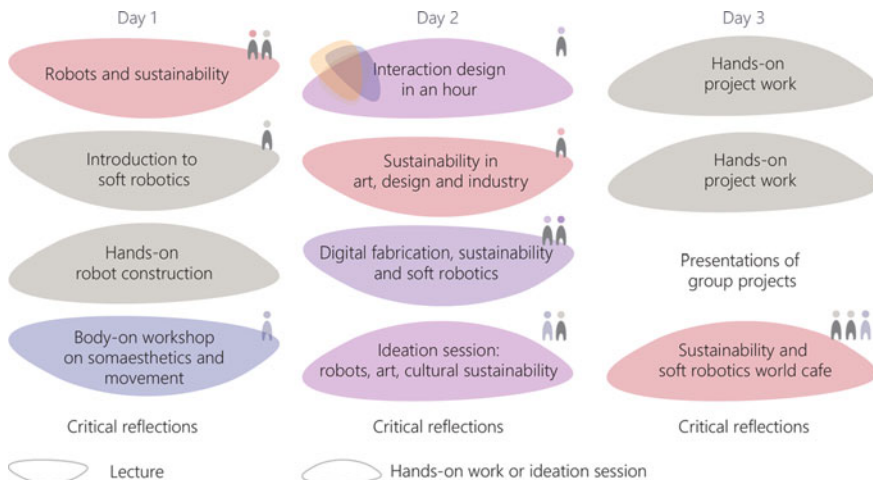 Day 1
Robots and sustainability
Introduction to
soft robotics
Hands-on
robot construction
Body-on workshop
on somaesthetics and
movement
Critical reflections
Day 2
Interaction design
in an hour
Sustainability in
art, design and industry
Digital fabrication, sustainability
and soft robotics
Ideation session:
robots, art, cultural sustainability
Critical reflections
Day 3
Hands-on
project work
Hands-on
project work
Presentations of
group projects
Sustainability and
soft robotics world cafe
Critical reflections
Lecture
Hands-on work or ideation session